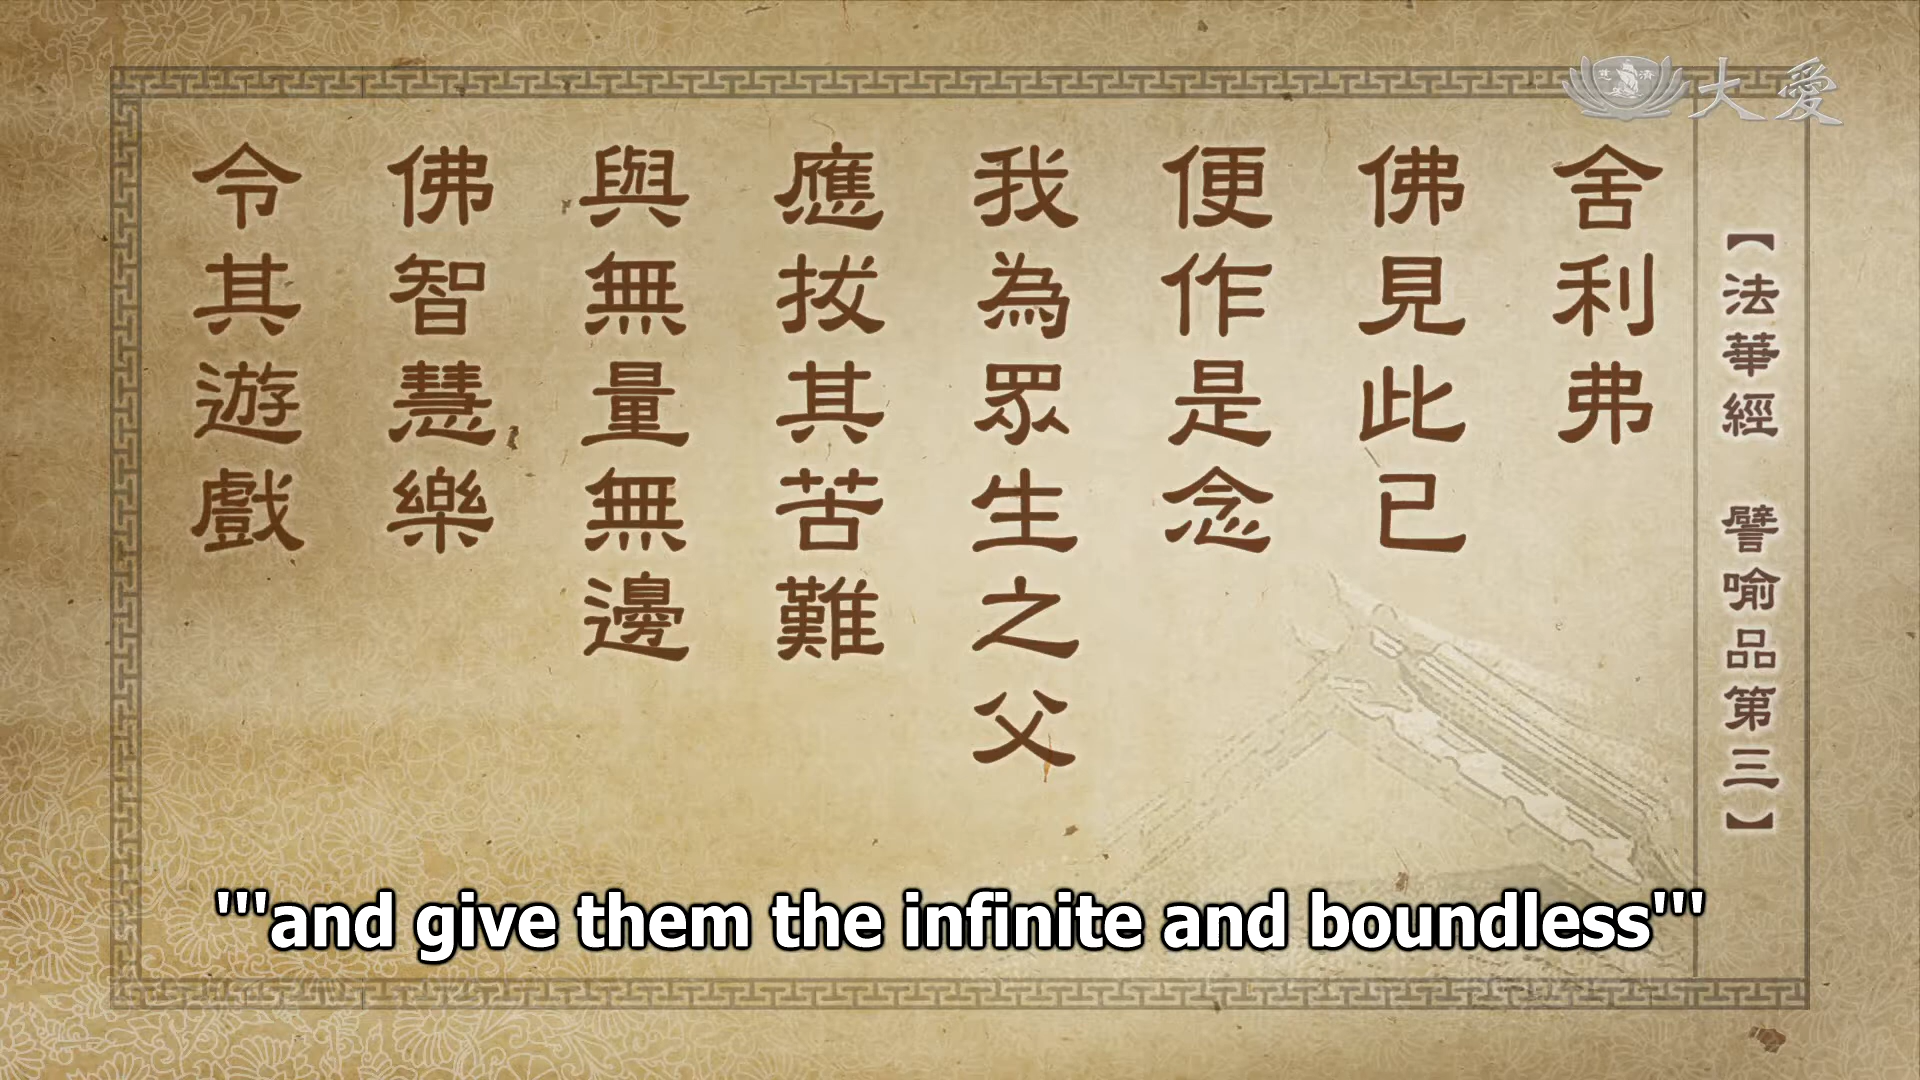 大愛
慈濟
【法華經 譬喻品第三】
舍利弗
佛見此已
便作是念
我為眾生之父
應拔其苦難
與無量無邊
佛智慧樂
令其遊戲
'''and give them the infinite and boundless'''